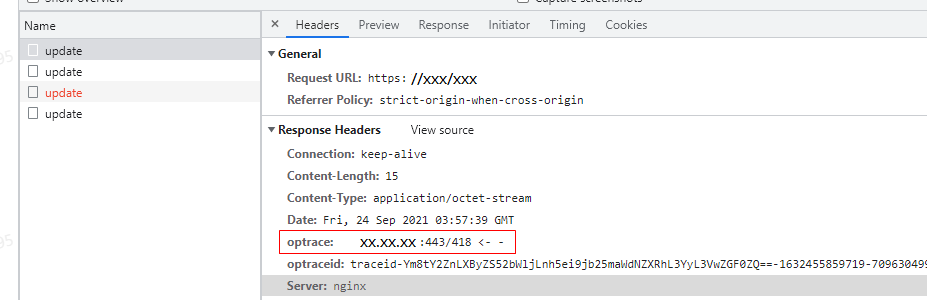 Show overview
Capture screenshots
Name
× Headers Preview Response Initiator Timing Cookies
update
update
update
update
General
Request URL: https: //xxx/xxx
Referrer Policy: strict-origin-when-cross-origin
Response Headers View source
Connection: keep-alive
Content-Length: 15
Content-Type: application/octet-stream
Date: Fri, 24 Sep 2021 03:57:39 GMT
optrace: XX.XX.XX :443/418 <- -
optraceid: traceid-Ym8tY2ZnLXByZS52bWljLnh5ei9jb25maWdNZXRhL3YyL3VwZGF0ZQ==-1632455859719-709630499
Server: nginx
95
95